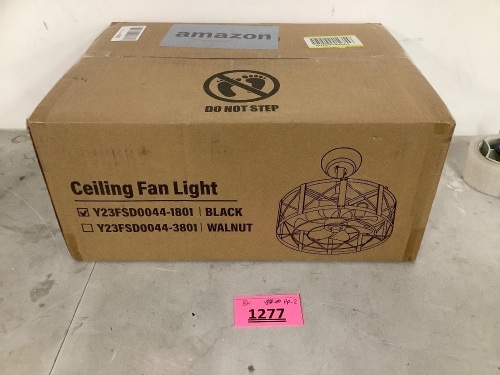 amazon
DO NOT STEP
Ceiling Fan Light
Y23FSD0044-1801 | BLACK
Y23FSD0044-3801 | WALNUT
1277